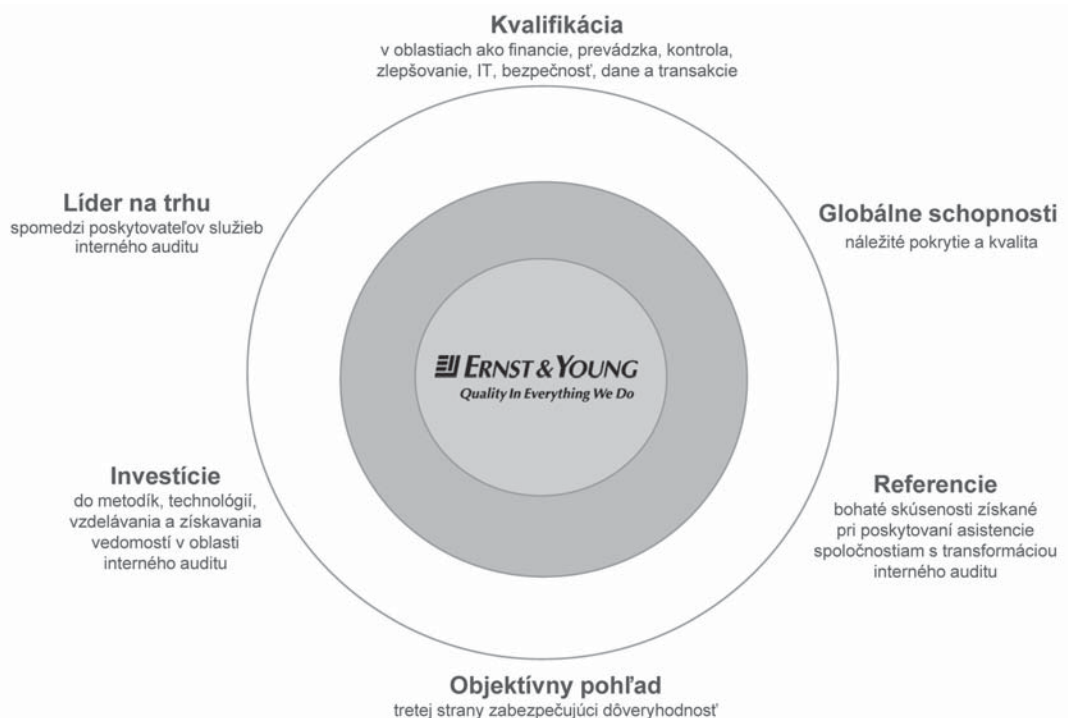 Kvalifikácia
v oblastiach ako financie, prevádzka, kontrola,
zlepšovanie, IT, bezpečnosť, dane a transakcie
Líder na trhu
spomedzi poskytovateľov služieb
interného auditu
Globálne schopnosti
náležité pokrytie a kvalita
ERNST & YOUNG
Quality In Everything We Do
Investície
do metodík, technológií,
vzdelávania a získavania
vedomostí v oblasti
interného auditu
Referencie
bohaté skúsenosti získané
pri poskytovaní asistencie
spoločnostiam s transformáciou
interného auditu
Objektívny pohľad
tretej strany zabezpečujúci dôveryhodnosť